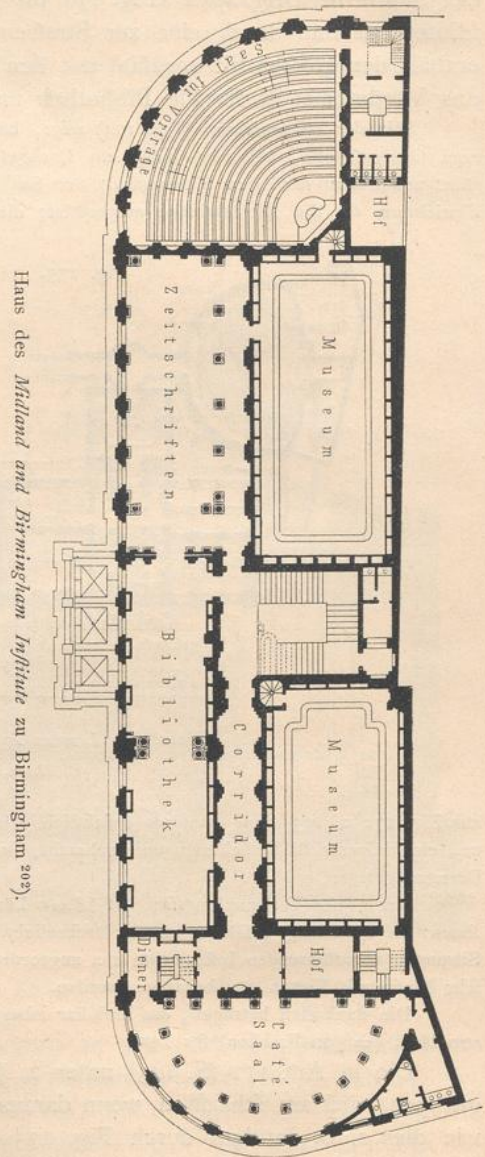 Saal für Vorträge
Hof
Zeitschriften
Museum
Bibliothek
Corridor
Museum
Diener
Hof
Café
Saal
Haus des Midland and Birmingham Inſtitute zu Birmingham 202).